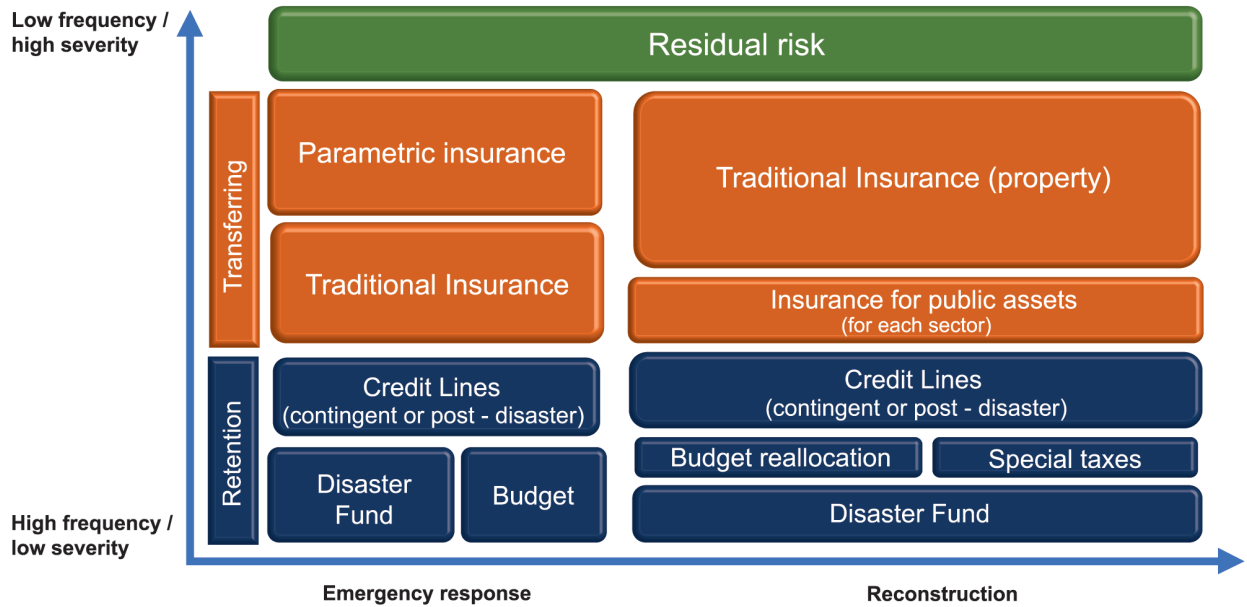 Low frequency /
high severity
Residual risk
Transferring
Parametric insurance
Traditional Insurance (property)
Traditional Insurance
Insurance for public assets
(for each sector)
Retention
Credit Lines
(contingent or post - disaster)
Credit Lines
(contingent or post - disaster)
Disaster
Fund
Budget
Budget reallocation
Special taxes
Disaster Fund
High frequency /
low severity
Emergency response
Reconstruction